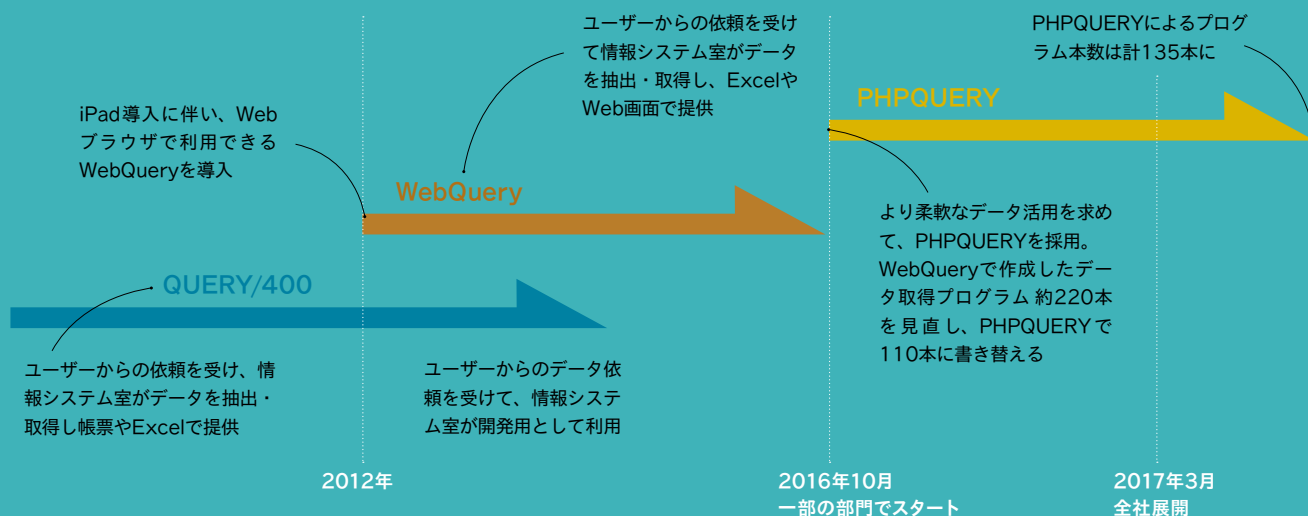 ユーザーからの依頼を受け
て情報システム室がデータ
を抽出・取得し、Excelや
Web画面で提供
PHPQUERYによるプログ
ラム本数は計135本に
iPad導入に伴い、Web
ブラウザで利用できる
WebQueryを導入
PHPQUERY
WebQuery
より柔軟なデータ活用を求め
て、PHPQUERYを採用。
WebQueryで作成したデー
タ取得プログラム 約220本
を見直し、PHPQUERYで
110本に書き替える
QUERY/400
ユーザーからの依頼を受け、情
報システム室がデータを抽出・
取得し帳票やExcelで提供
ユーザーからのデータ依
頼を受けて、情報システ
ム室が開発用として利用
2012年
2016年10月
一部の部門でスタート
2017年3月
全社展開